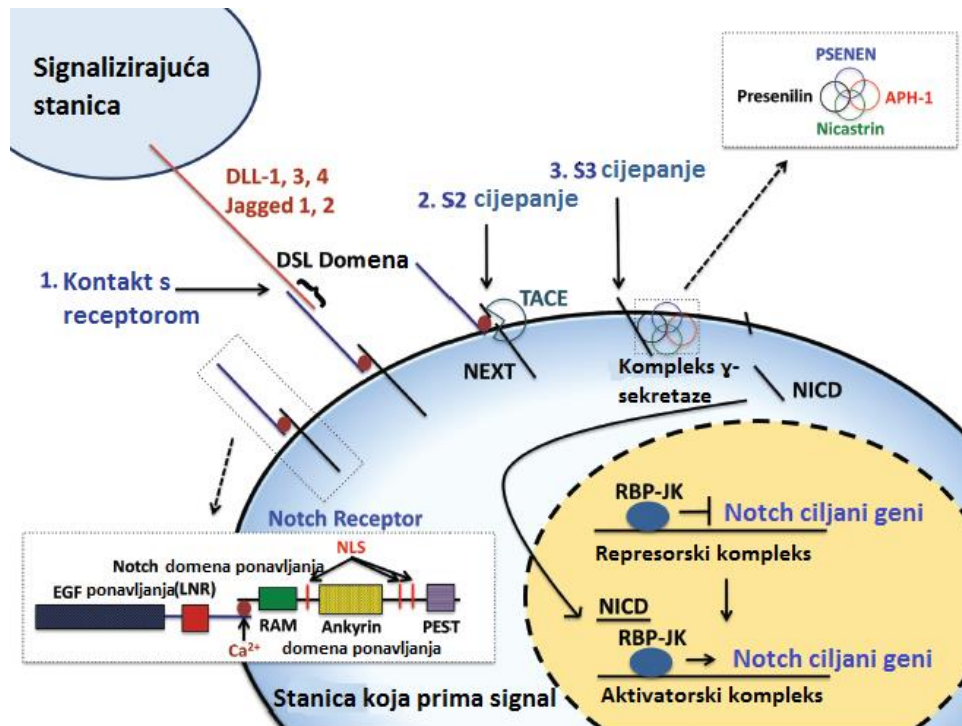 Signalizirajuća
stanica
PSENEN
Presenilin
APH-1
Nicastrin
DLL-1, 3, 4
Jagged 1, 2
3. S3 cijepanje
2. S2 cijepanje
DSL Domena
1. Kontakt s
receptorom
TACE
NEXT
Kompleks γ-
sekretaze
NICD
Notch Receptor
NLS
Notch domena ponavljanja
EGF ponavljanja(LNR)
RAM
Ankyrin
PEST
Ca2+
domena ponavljanja
RBP-JK
Notch ciljani geni
Represorski kompleks
NICD
RBP-JK
Notch ciljani geni
Aktivatorski kompleks
Stanica koja prima signal